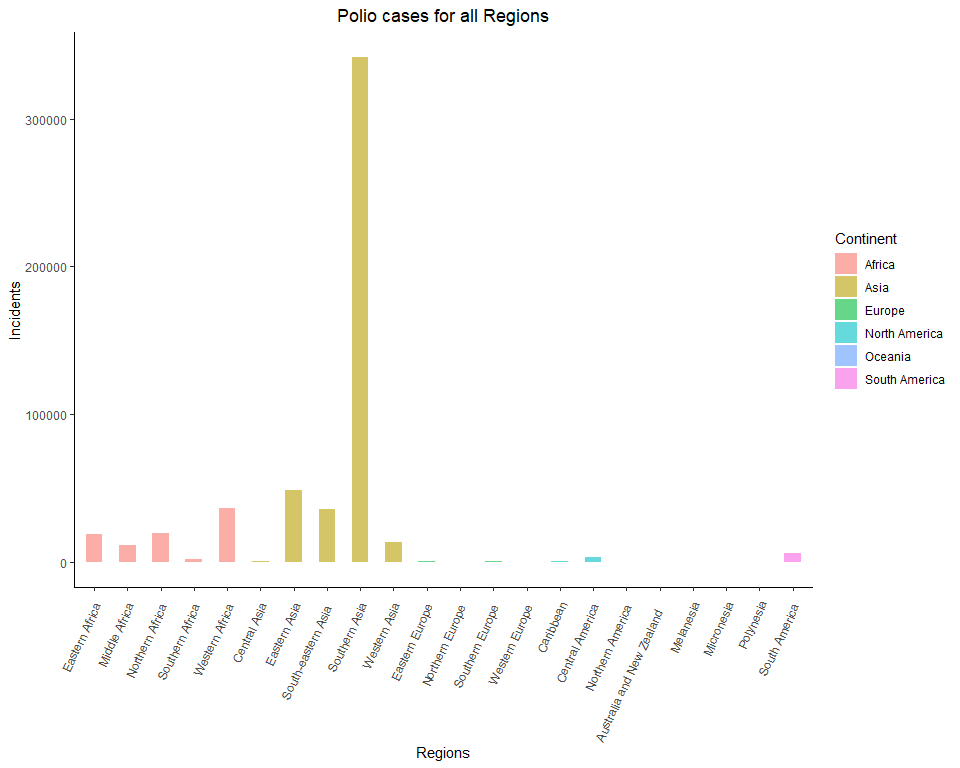 Polio cases for all Regions
Incidents
300000
200000
100000
0
Eastern Africa
Middle Africa
Northern Africa
Southern Africa
Western Africa
Central Asia
Eastern Asia
South-eastern Asia
Southern Asia
Western Asia
Eastern Europe
Northern Europe
Southern Europe
Western Europe
Caribbean
Central America
Northern America
Australia and New Zealand
Melanesia
Micronesia
Polynesia
South America
Regions
Continent
Africa
Asia
Europe
North America
Oceania
South America